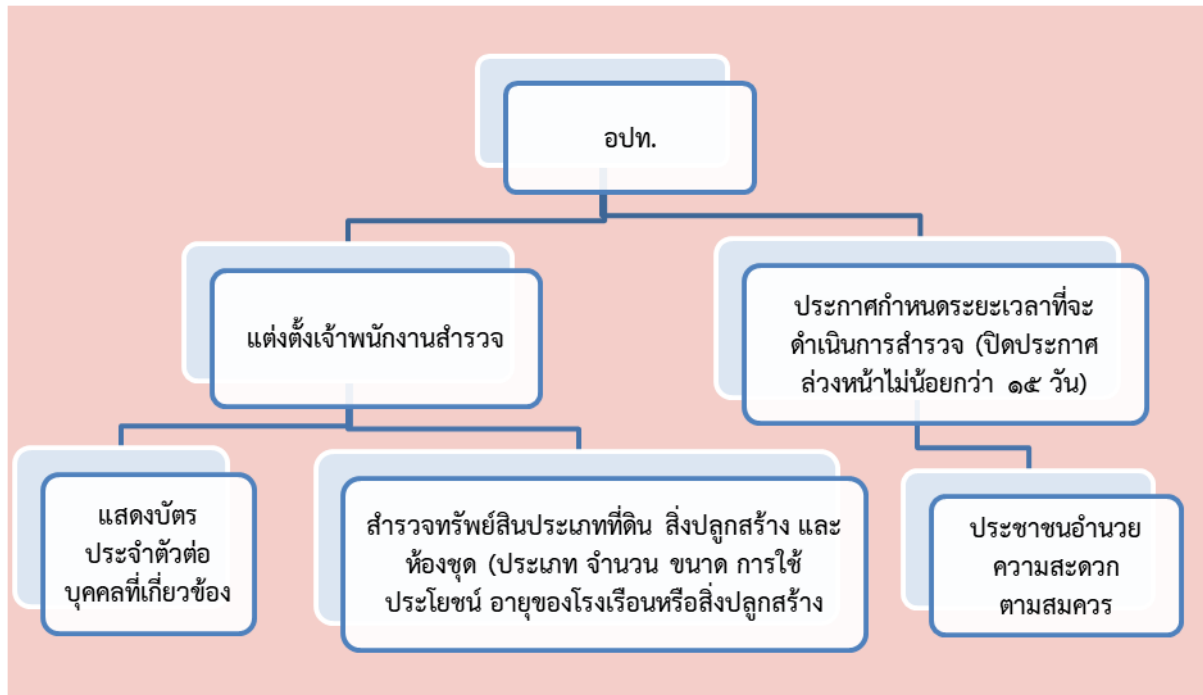 อปท.
แต่งตั้งเจ้าพนักงานสำรวจ
ประกาศกำหนดระยะเวลาที่จะ
ดำเนินการสำรวจ (ปิดประกาศ
ล่วงหน้าไม่น้อยกว่า ๑๕ วัน)
แสดงบัตร
ประจำตัวต่อ
บุคคลที่เกี่ยวข้อง
สำรวจทรัพย์สินประเภทที่ดิน สิ่งปลูกสร้าง และ
ห้องชุด (ประเภท จำนวน ขนาด การใช้
ประโยชน์ อายุของโรงเรือนหรือสิ่งปลูกสร้าง
ประชาชนอำนวย
ความสะดวก
ตามสมควร